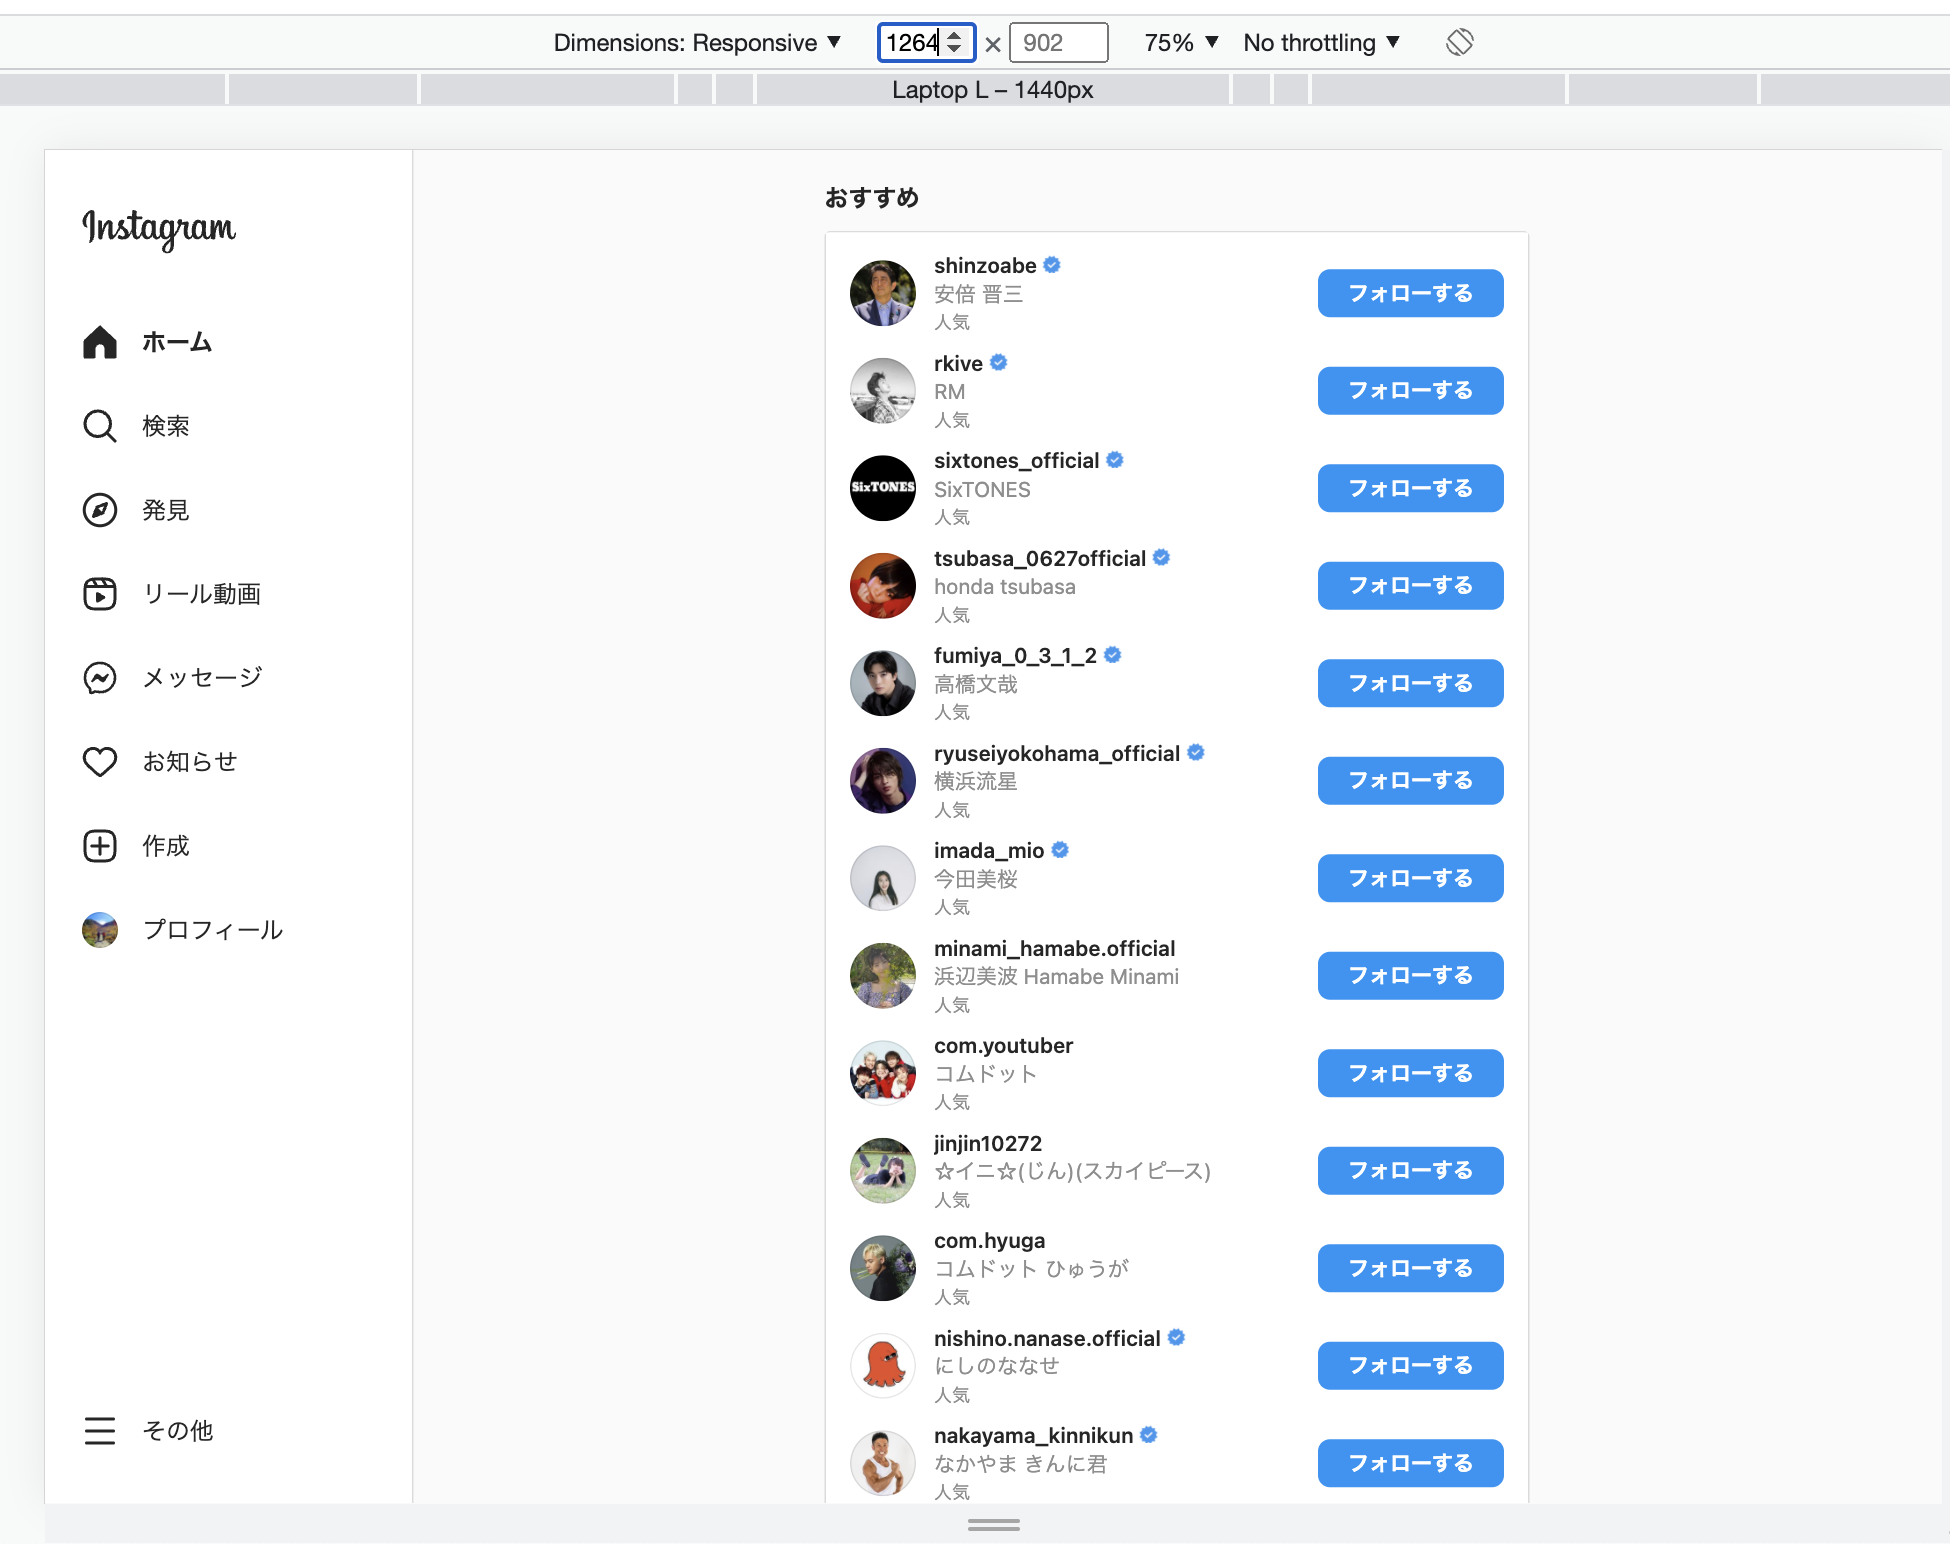 Dimensions: Responsive ▼ 1264 × 902 75% ▼ No throttling ▼
Laptop L – 1440px
Instagram
ホーム
検索
発見
リール動画
メッセージ
お知らせ
作成
プロフィール
その他
おすすめ
shinzoabe
安倍 晋三
人気
フォローする
rkive
RM
人気
フォローする
sixtones_official
SixTONES
人気
SixTONES
フォローする
tsubasa_0627official
honda tsubasa
人気
フォローする
fumiya_0_3_1_2
高橋文哉
人気
フォローする
ryuseiyokohama_official
横浜流星
人気
フォローする
imada_mio
今田美桜
人気
フォローする
minami_hamabe.official
浜辺美波 Hamabe Minami
人気
フォローする
com.youtuber
コムドット
人気
フォローする
jinjin10272
☆イニ☆(じん)(スカイピース)
人気
フォローする
com.hyuga
コムドット ひゅうが
人気
フォローする
nishino.nanase.official
にしのななせ
人気
フォローする
nakayama_kinnikun
なかやま きんに君
人気
フォローする